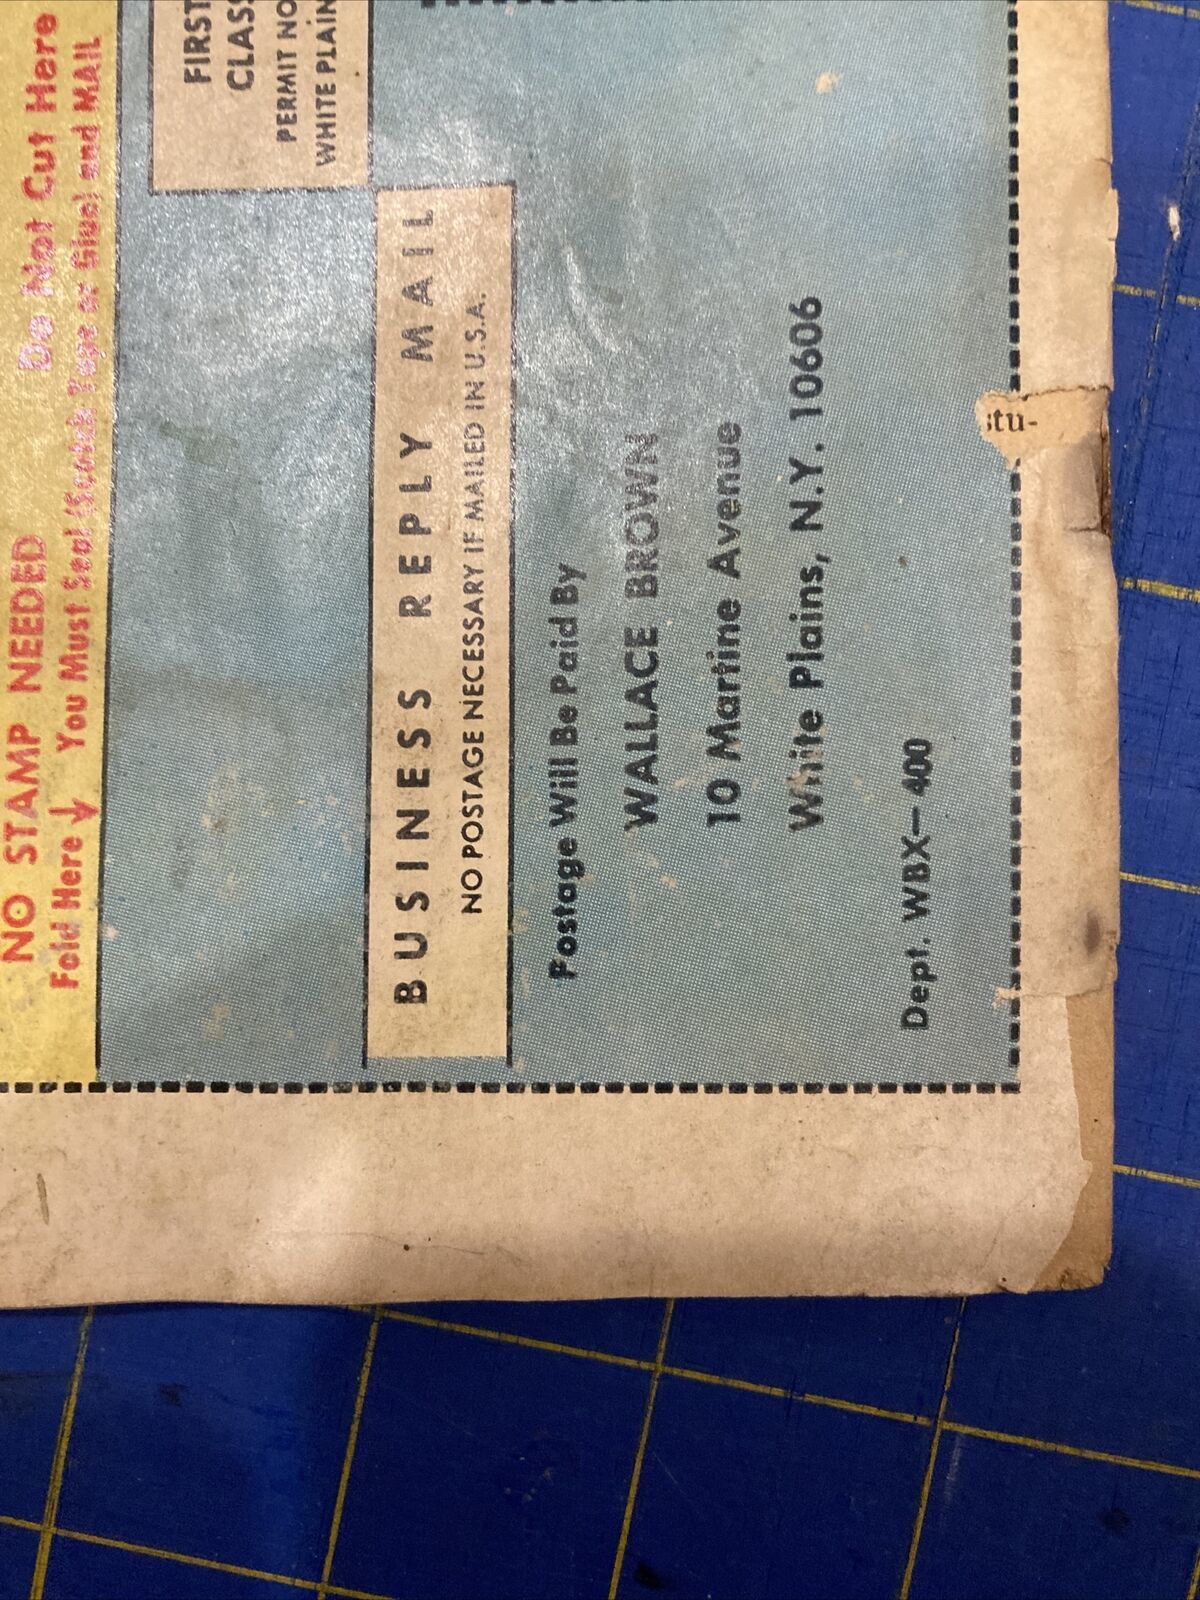 NO STAMP NEEDED Do Not Cut Here
Fold Here ↓ You Must Seal (Scotch Tape or Glue) and MAIL
FIRST
CLASS
PERMIT NO
WHITE PLAIN
BUSINESS REPLY MAIL
NO POSTAGE NECESSARY IF MAILED IN U.S.A.
Postage Will Be Paid By
WALLACE BROWN
10 Martine Avenue
White Plains, N.Y. 10606
Dept. WBX—400
stu-